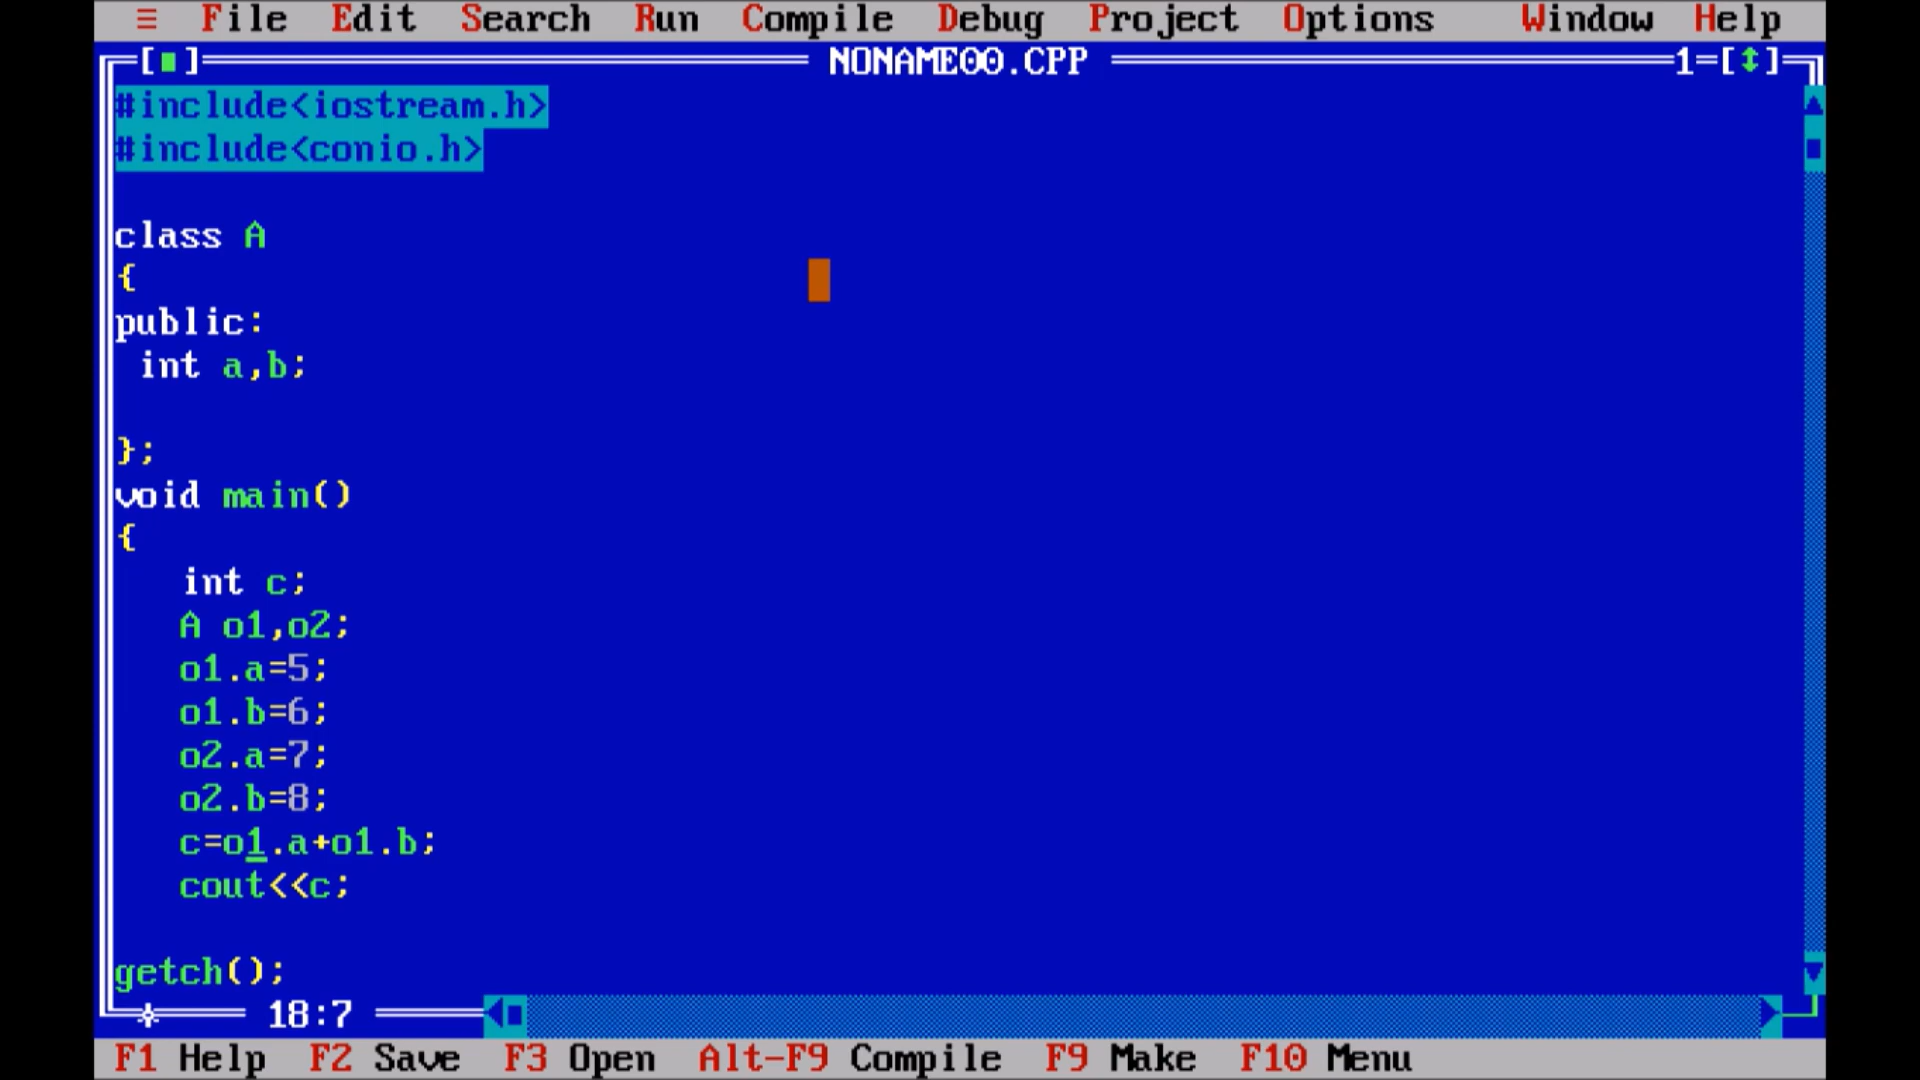 ≡ File Edit Search Run Compile Debug Project Options Window Help
[■] NONAME00.CPP 1=[↕]
#include<iostream.h>
#include<conio.h>
class A
{
public:
int a,b;
};
void main()
{
int c;
A o1,o2;
o1.a=5;
o1.b=6;
o2.a=7;
o2.b=8;
c=o1.a+o1.b;
cout<<c;
getch();
18:7
F1 Help F2 Save F3 Open Alt-F9 Compile F9 Make F10 Menu